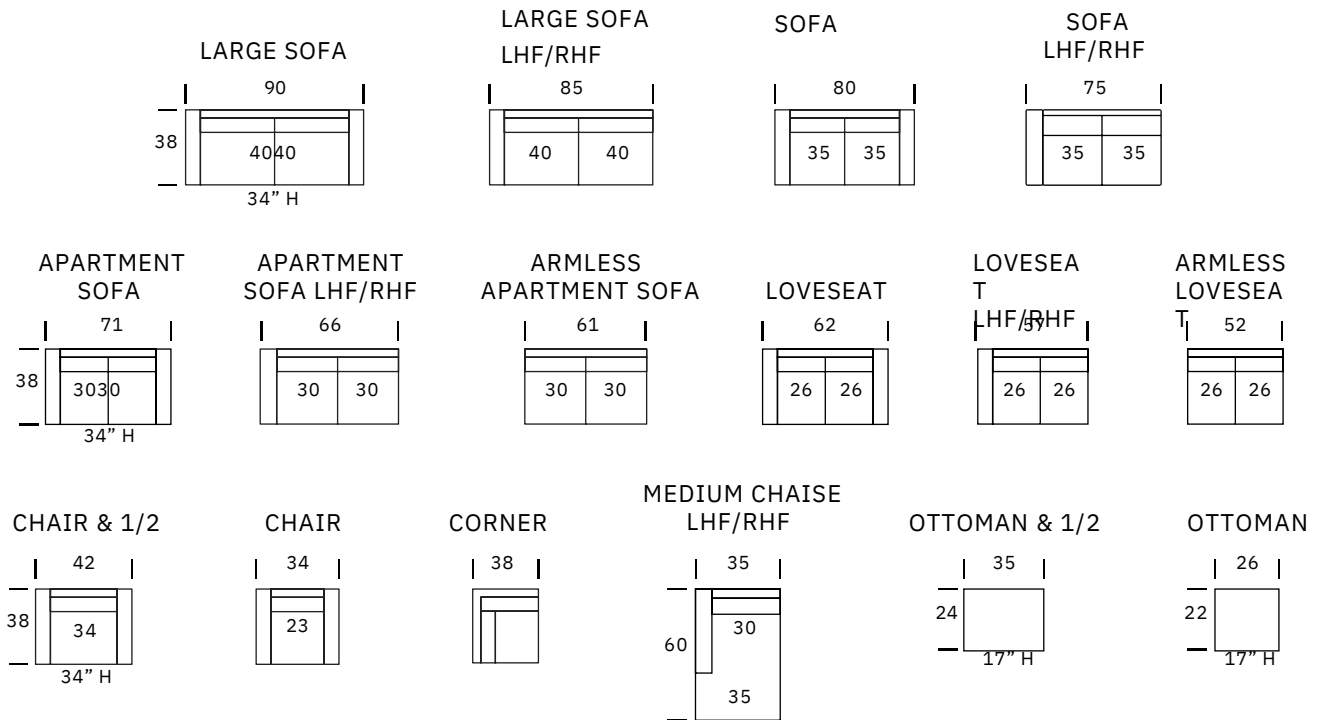 LARGE SOFA
90
38
4040
34” H
LARGE SOFA
LHF/RHF
85
40 40
SOFA
80
35 35
SOFA
LHF/RHF
75
35 35
APARTMENT
SOFA
71
38
3030
34” H
APARTMENT
SOFA LHF/RHF
66
30 30
ARMLESS
APARTMENT SOFA
61
30 30
LOVESEAT
62
26 26
LOVESEA
T
LHF/RHF
57
26 26
ARMLESS
LOVESEA
T
52
26 26
CHAIR & 1/2
42
38
34
34” H
CHAIR
34
23
CORNER
38
MEDIUM CHAISE
LHF/RHF
35
60
30
35
OTTOMAN & 1/2
35
24
17” H
OTTOMAN
26
22
17” H